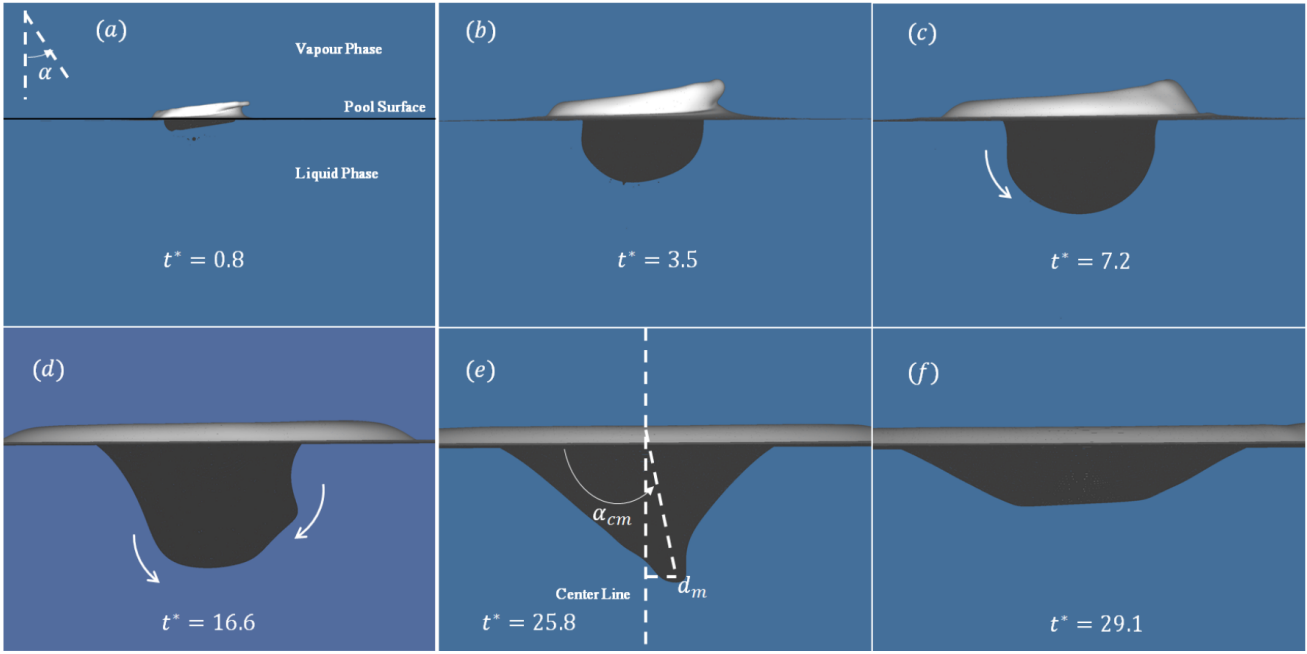 (a)
Vapour Phase
α
Pool Surface
Liquid Phase
t* = 0.8
(b)
t* = 3.5
(c)
t* = 7.2
(d)
t* = 16.6
(e)
α_cm
d_m
Center Line
t* = 25.8
(f)
t* = 29.1